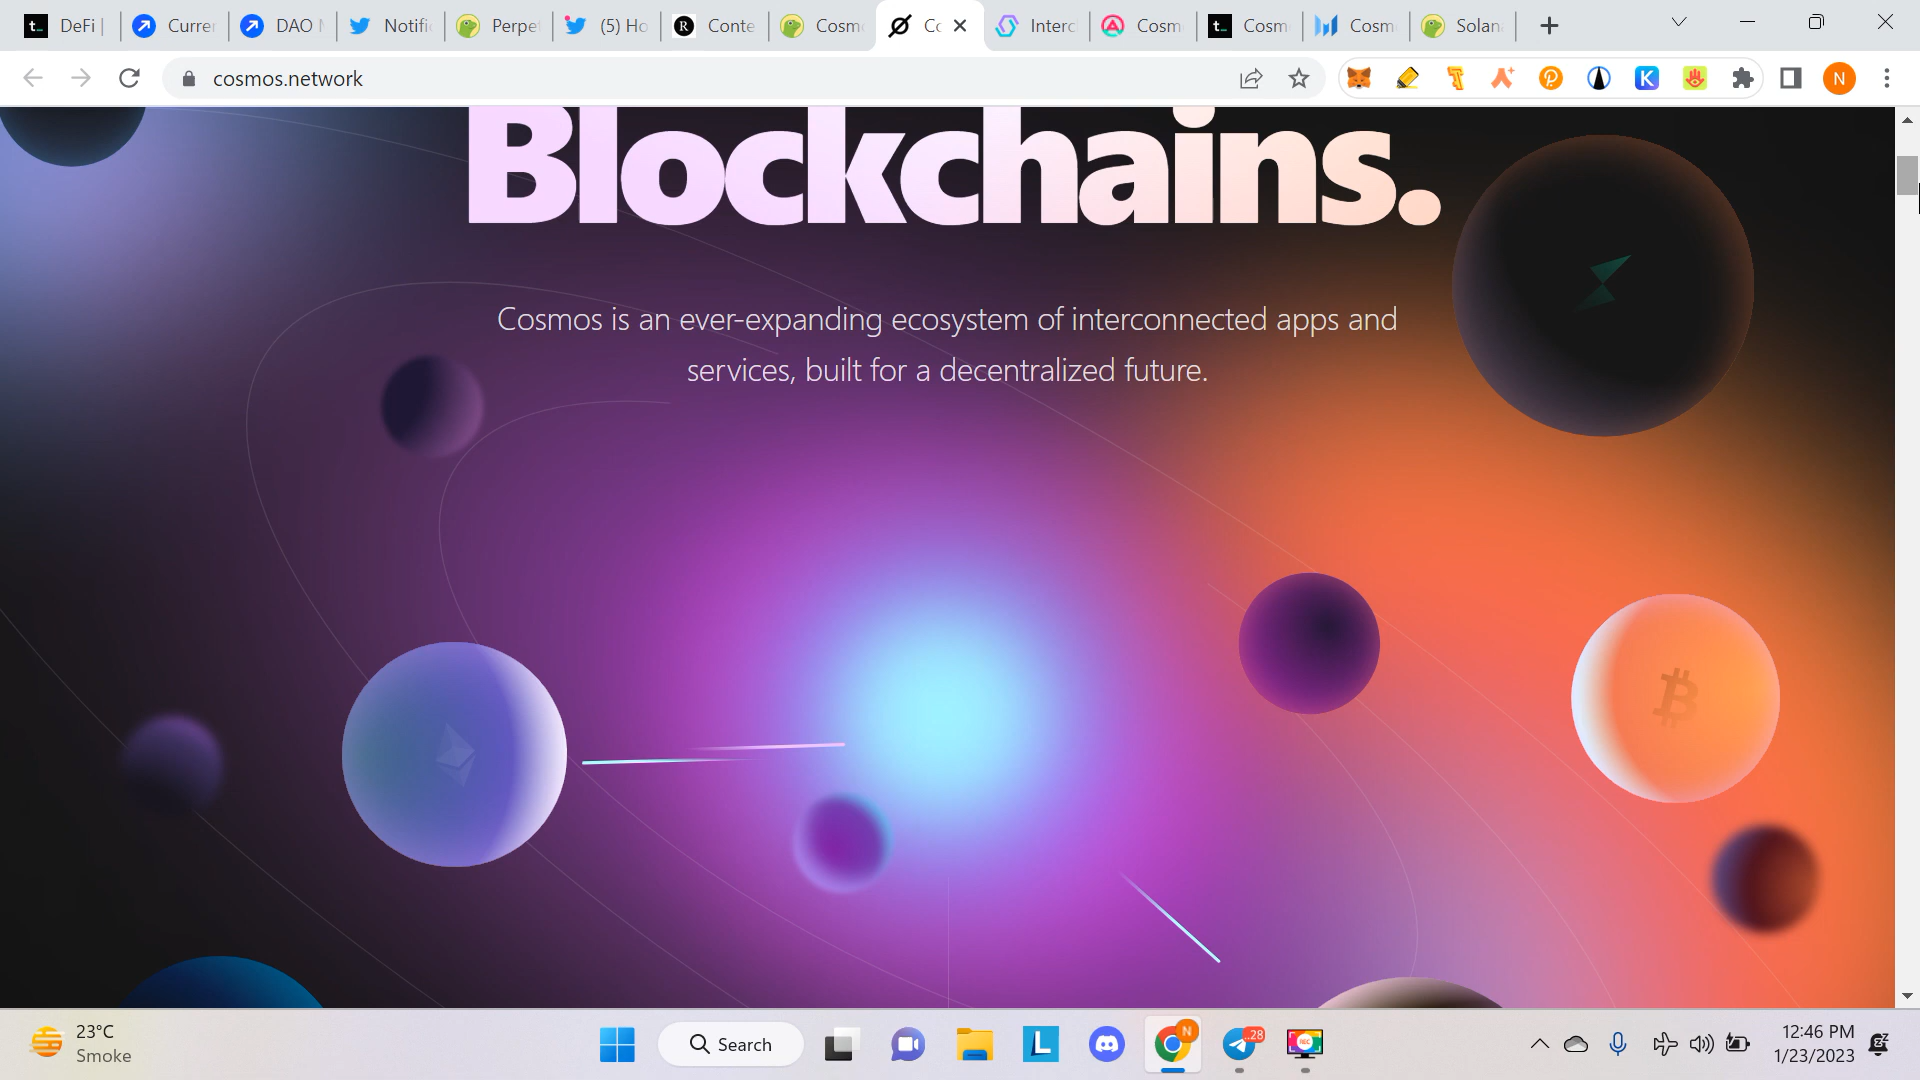 DeFi |
Curre
DAO
Notifi
Perpe
(5) Ho
Conte
Cosm
Co
Interc
Cosm
Cosm
Cosm
Solan
cosmos.network
N
Blockchains.
Cosmos is an ever-expanding ecosystem of interconnected apps and
services, built for a decentralized future.
23°C
Smoke
Search
L
N
..28
12:46 PM
1/23/2023